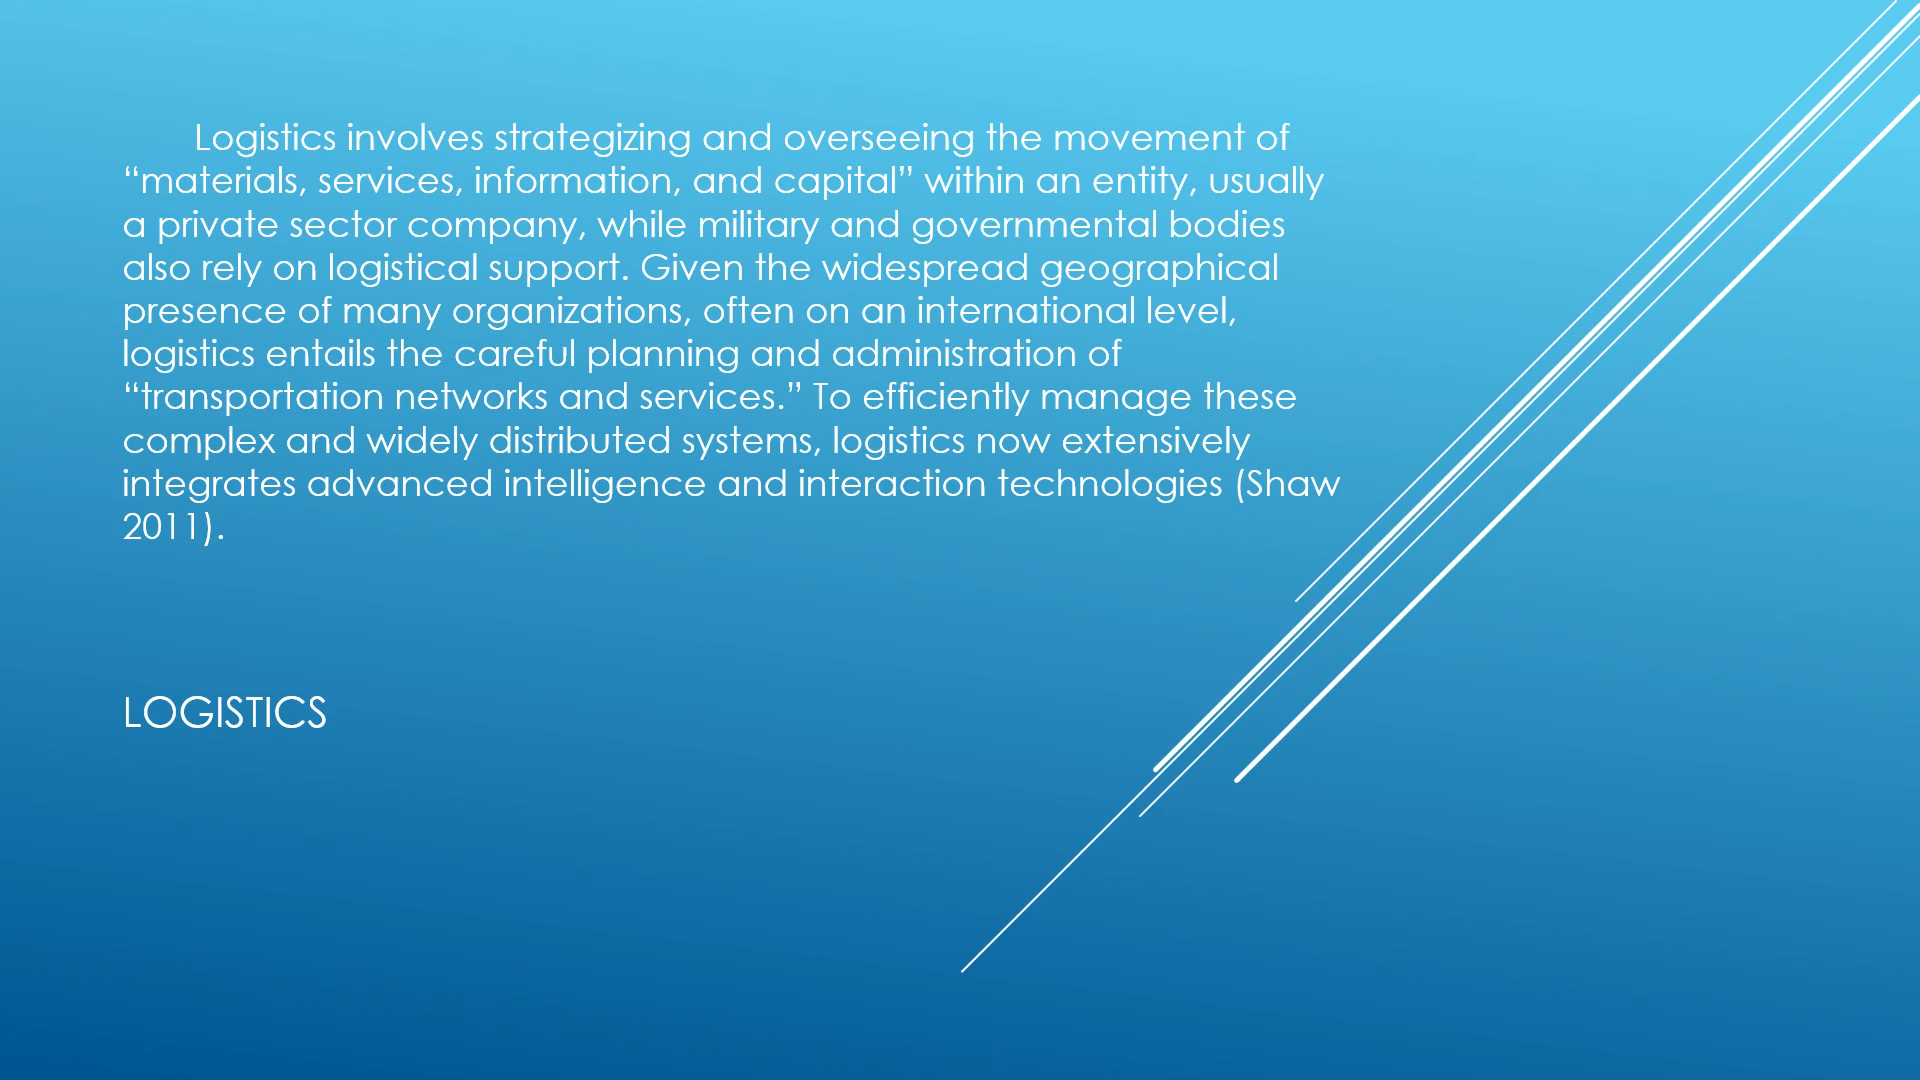 Logistics involves strategizing and overseeing the movement of
“materials, services, information, and capital” within an entity, usually
a private sector company, while military and governmental bodies
also rely on logistical support. Given the widespread geographical
presence of many organizations, often on an international level,
logistics entails the careful planning and administration of
“transportation networks and services.” To efficiently manage these
complex and widely distributed systems, logistics now extensively
integrates advanced intelligence and interaction technologies (Shaw
2011).
LOGISTICS